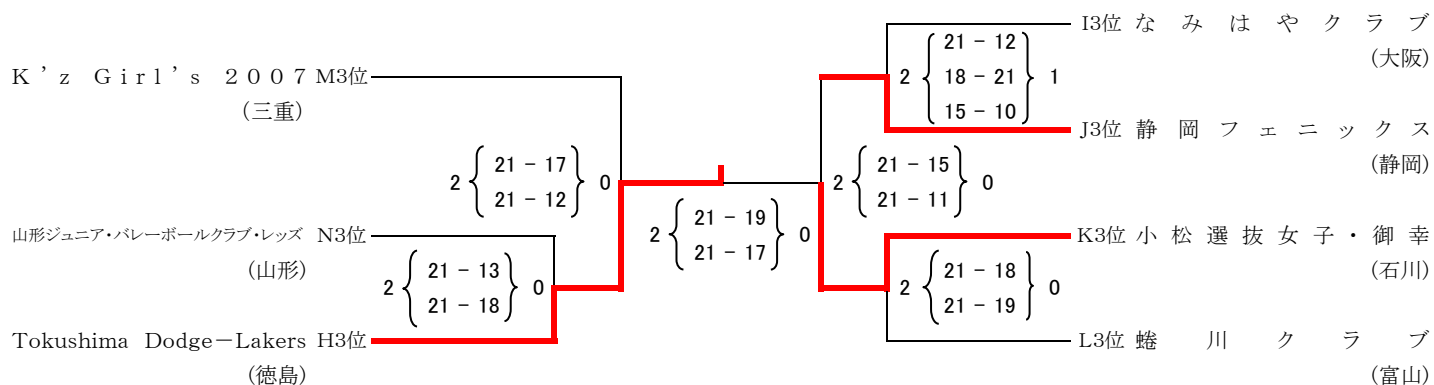 K'z Girl's 2007 M3位
(三重)
2 21 - 17 0
21 - 12
山形ジュニア・バレーボールクラブ・レッズ N3位
(山形)
2 21 - 13 0
21 - 18
Tokushima Dodge-Lakers H3位
(徳島)
2 21 - 19 0
21 - 17
I3位 なみはやクラブ
(大阪)
21 - 12
2 18 - 21 1
15 - 10
J3位 静岡フェニックス
(静岡)
2 21 - 15 0
21 - 11
K3位 小松選抜女子・御幸
(石川)
2 21 - 18 0
21 - 19
L3位 蜷川クラブ
(富山)